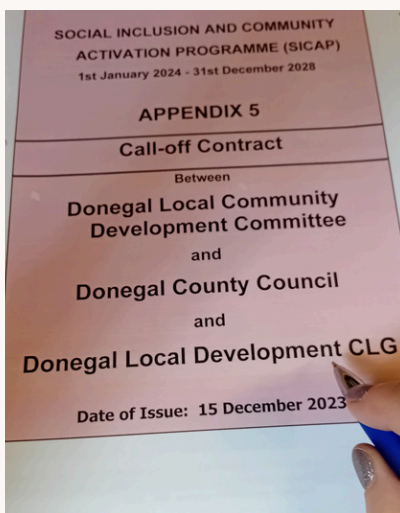 SOCIAL INCLUSION AND COMMUNITY
ACTIVATION PROGRAMME (SICAP)
1st January 2024 - 31st December 2028
APPENDIX 5
Call-off Contract
Between
Donegal Local Community
Development Committee
and
Donegal County Council
and
Donegal Local Development CLG
Date of Issue: 15 December 2023